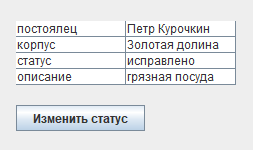 постоялец Петр Курочкин
корпус Золотая долина
статус исправлено
описание грязная посуда
Изменить статус